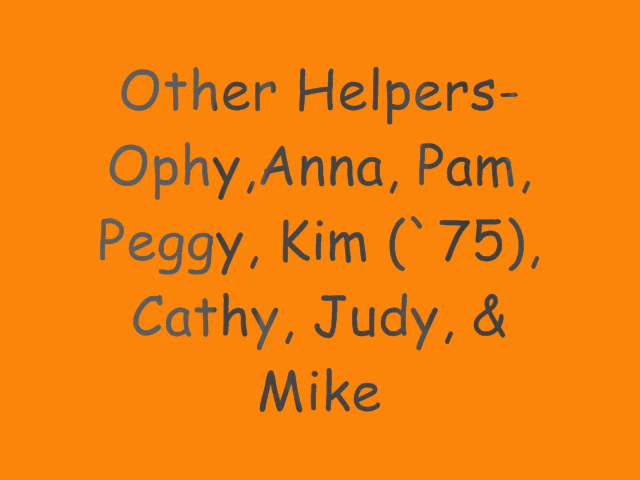 Other Helpers-
Ophy,Anna, Pam,
Peggy, Kim (`75),
Cathy, Judy, &
Mike